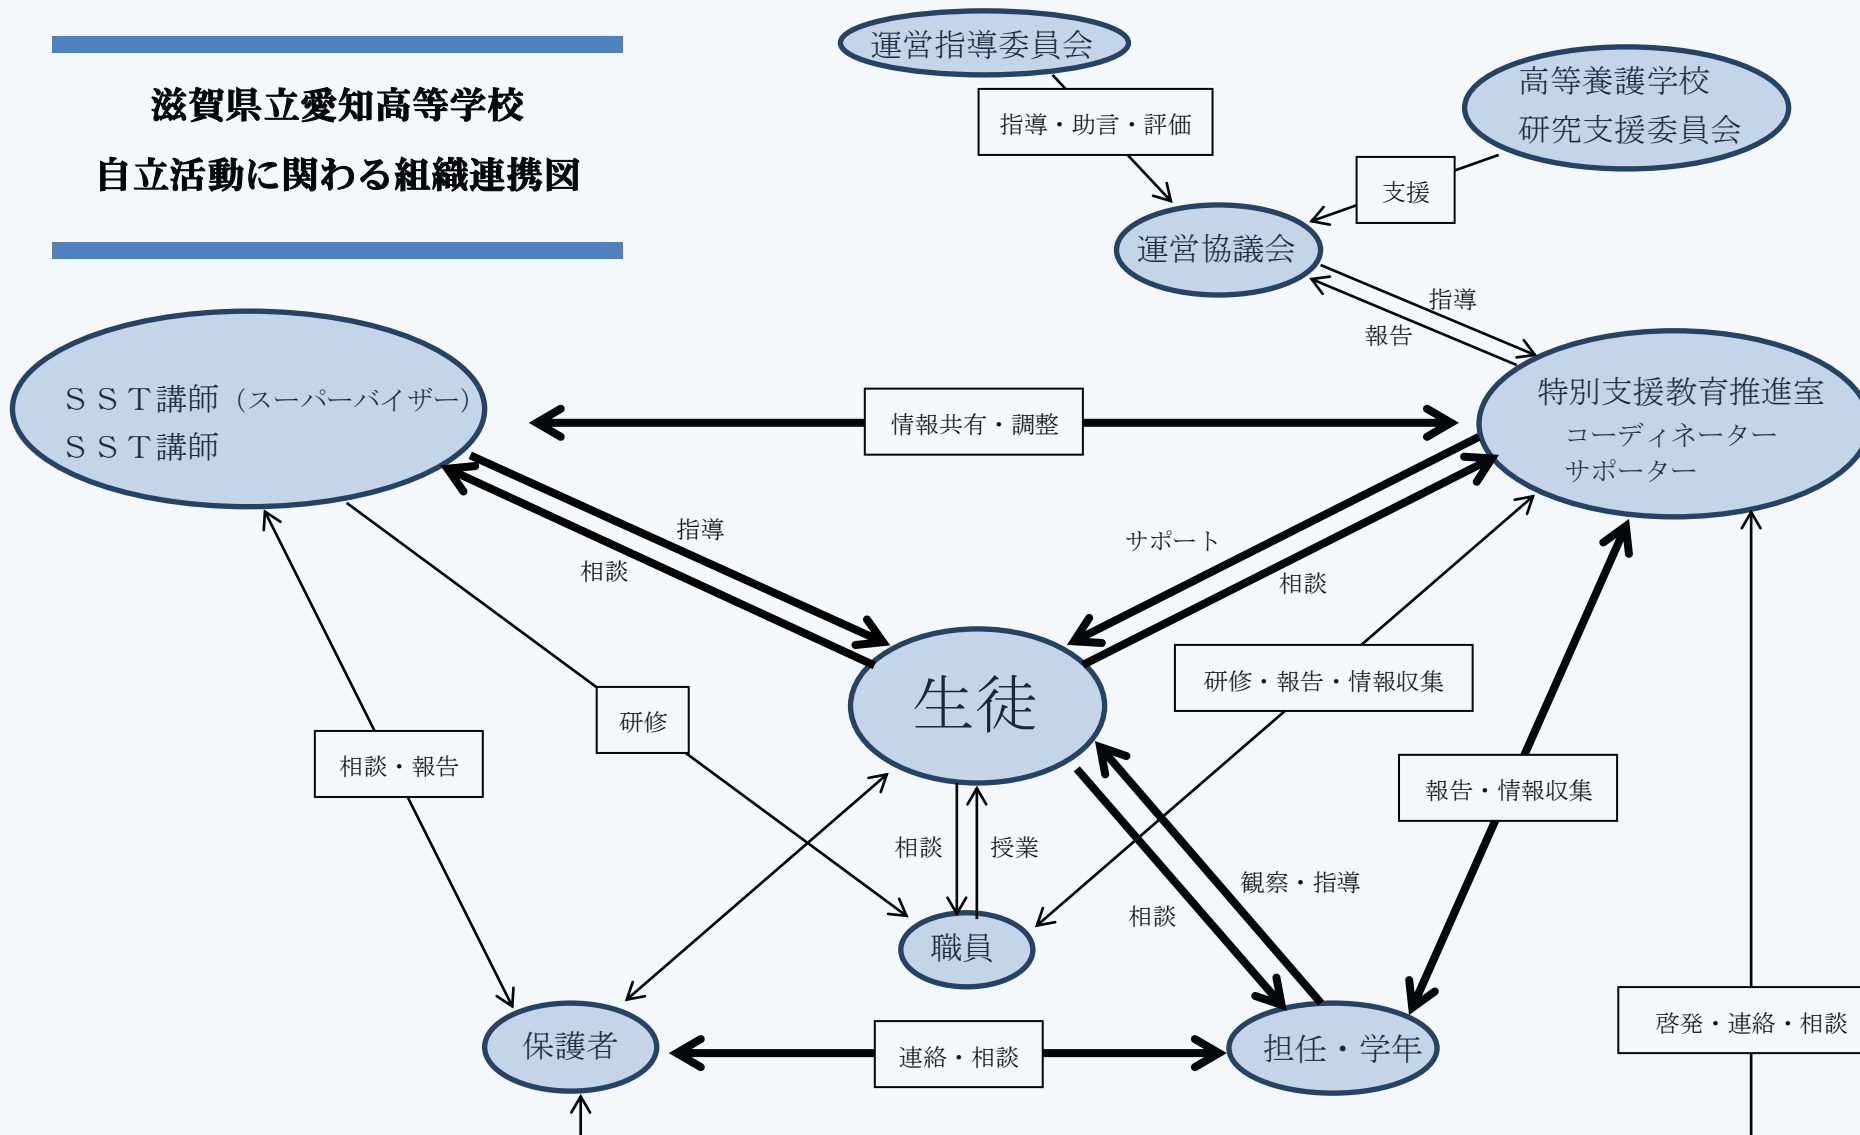 滋賀県立愛知高等学校
自立活動に関わる組織連携図
運営指導委員会
高等養護学校
研究支援委員会
指導・助言・評価
支援
運営協議会
指導
報告
ＳＳＴ講師（スーパーバイザー）
ＳＳＴ講師
情報共有・調整
特別支援教育推進室
コーディネーター
サポーター
指導
相談
サポート
相談
生徒
研修・報告・情報収集
研修
相談・報告
報告・情報収集
相談
授業
観察・指導
相談
職員
保護者
連絡・相談
担任・学年
啓発・連絡・相談